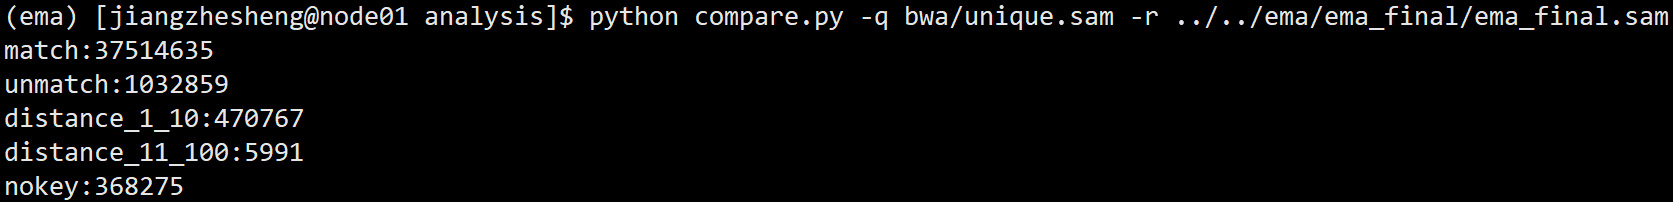 (ema) [jiangzhesheng@node01 analysis]$ python compare.py -q bwa/unique.sam -r ../../ema/ema_final/ema_final.sam
match:37514635
unmatch:1032859
distance_1_10:470767
distance_11_100:5991
nokey:368275